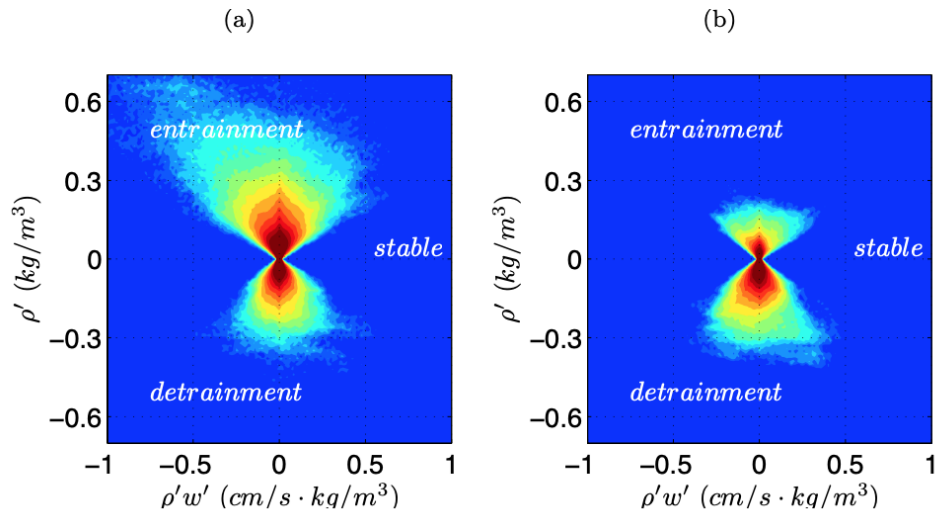 (a)
(b)
entrainment
stable
detrainment
0.6
0.3
0
−0.3
−0.6
−1
−0.5
0
0.5
1
ρ′ (kg/m³)
ρ′w′ (cm/s · kg/m³)
entrainment
stable
detrainment
0.6
0.3
0
−0.3
−0.6
−1
−0.5
0
0.5
1
ρ′ (kg/m³)
ρ′w′ (cm/s · kg/m³)